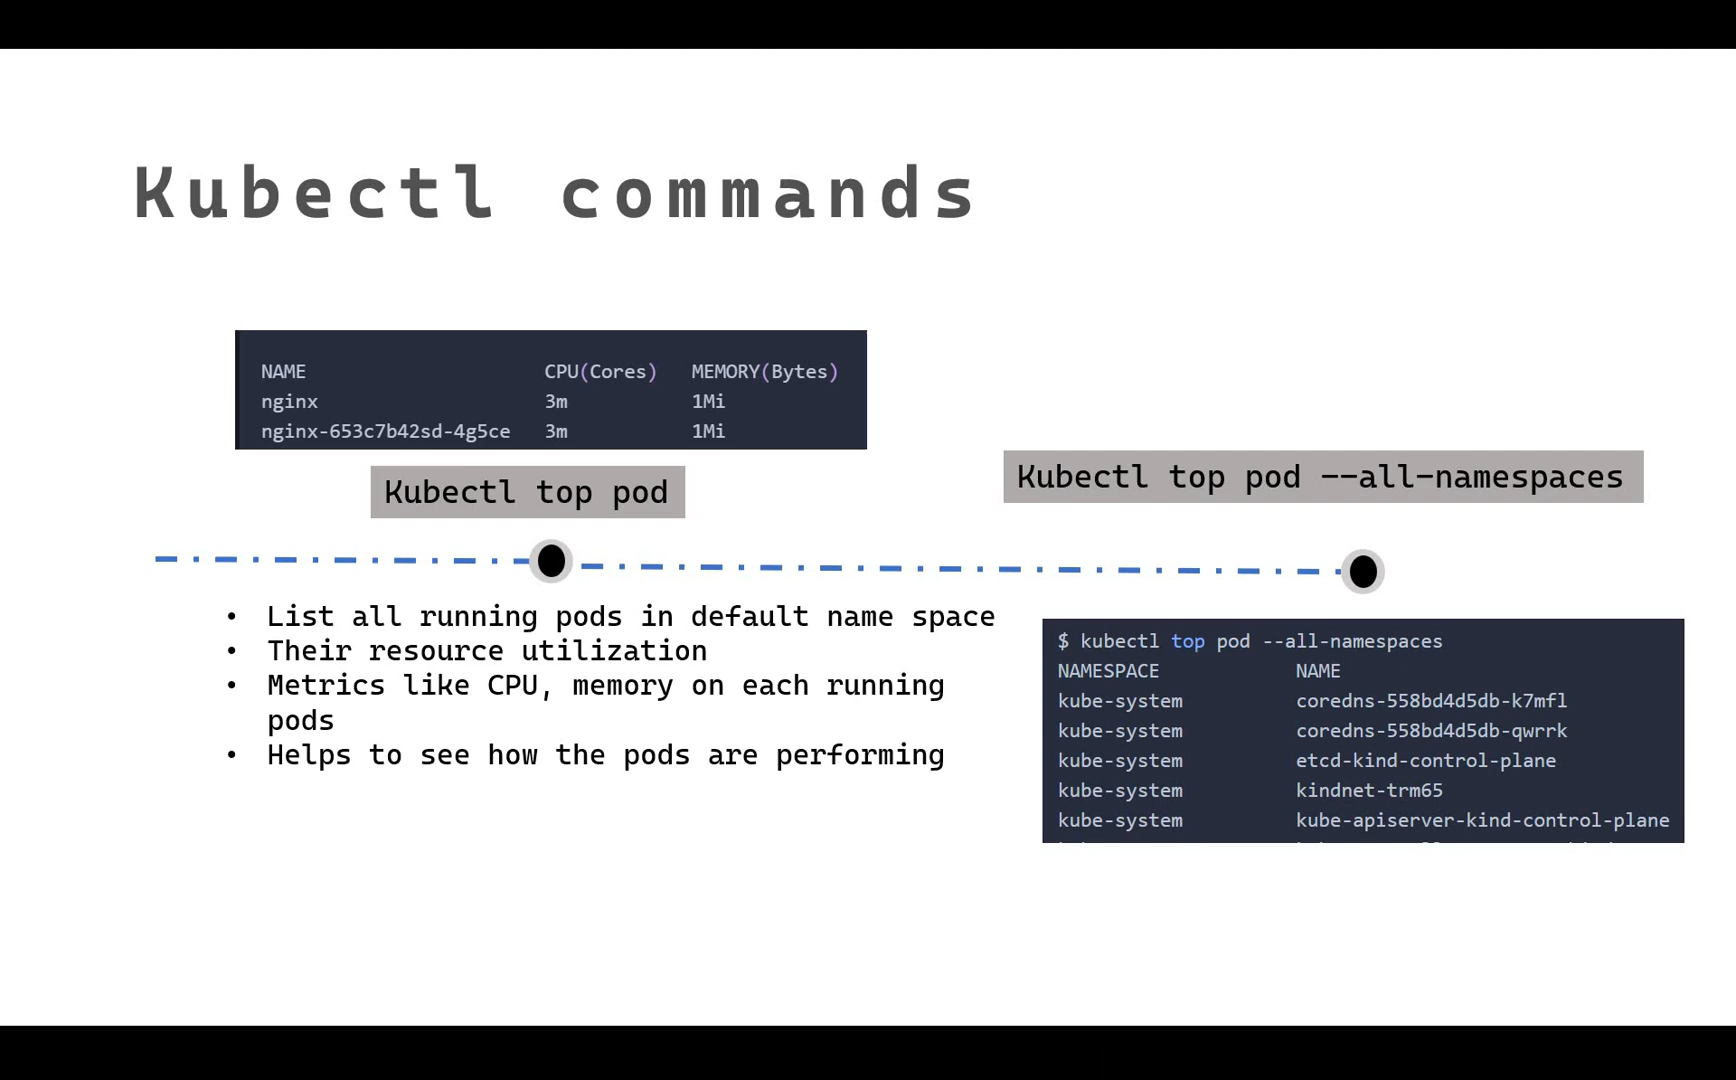 Kubectl commands
NAME CPU(Cores) MEMORY(Bytes)
nginx 3m 1Mi
nginx-653c7b42sd-4g5ce 3m 1Mi
Kubectl top pod
• List all running pods in default name space
• Their resource utilization
• Metrics like CPU, memory on each running
pods
• Helps to see how the pods are performing
Kubectl top pod --all-namespaces
$ kubectl top pod --all-namespaces
NAMESPACE NAME
kube-system coredns-558bd4d5db-k7mfl
kube-system coredns-558bd4d5db-qwrrk
kube-system etcd-kind-control-plane
kube-system kindnet-trm65
kube-system kube-apiserver-kind-control-plane